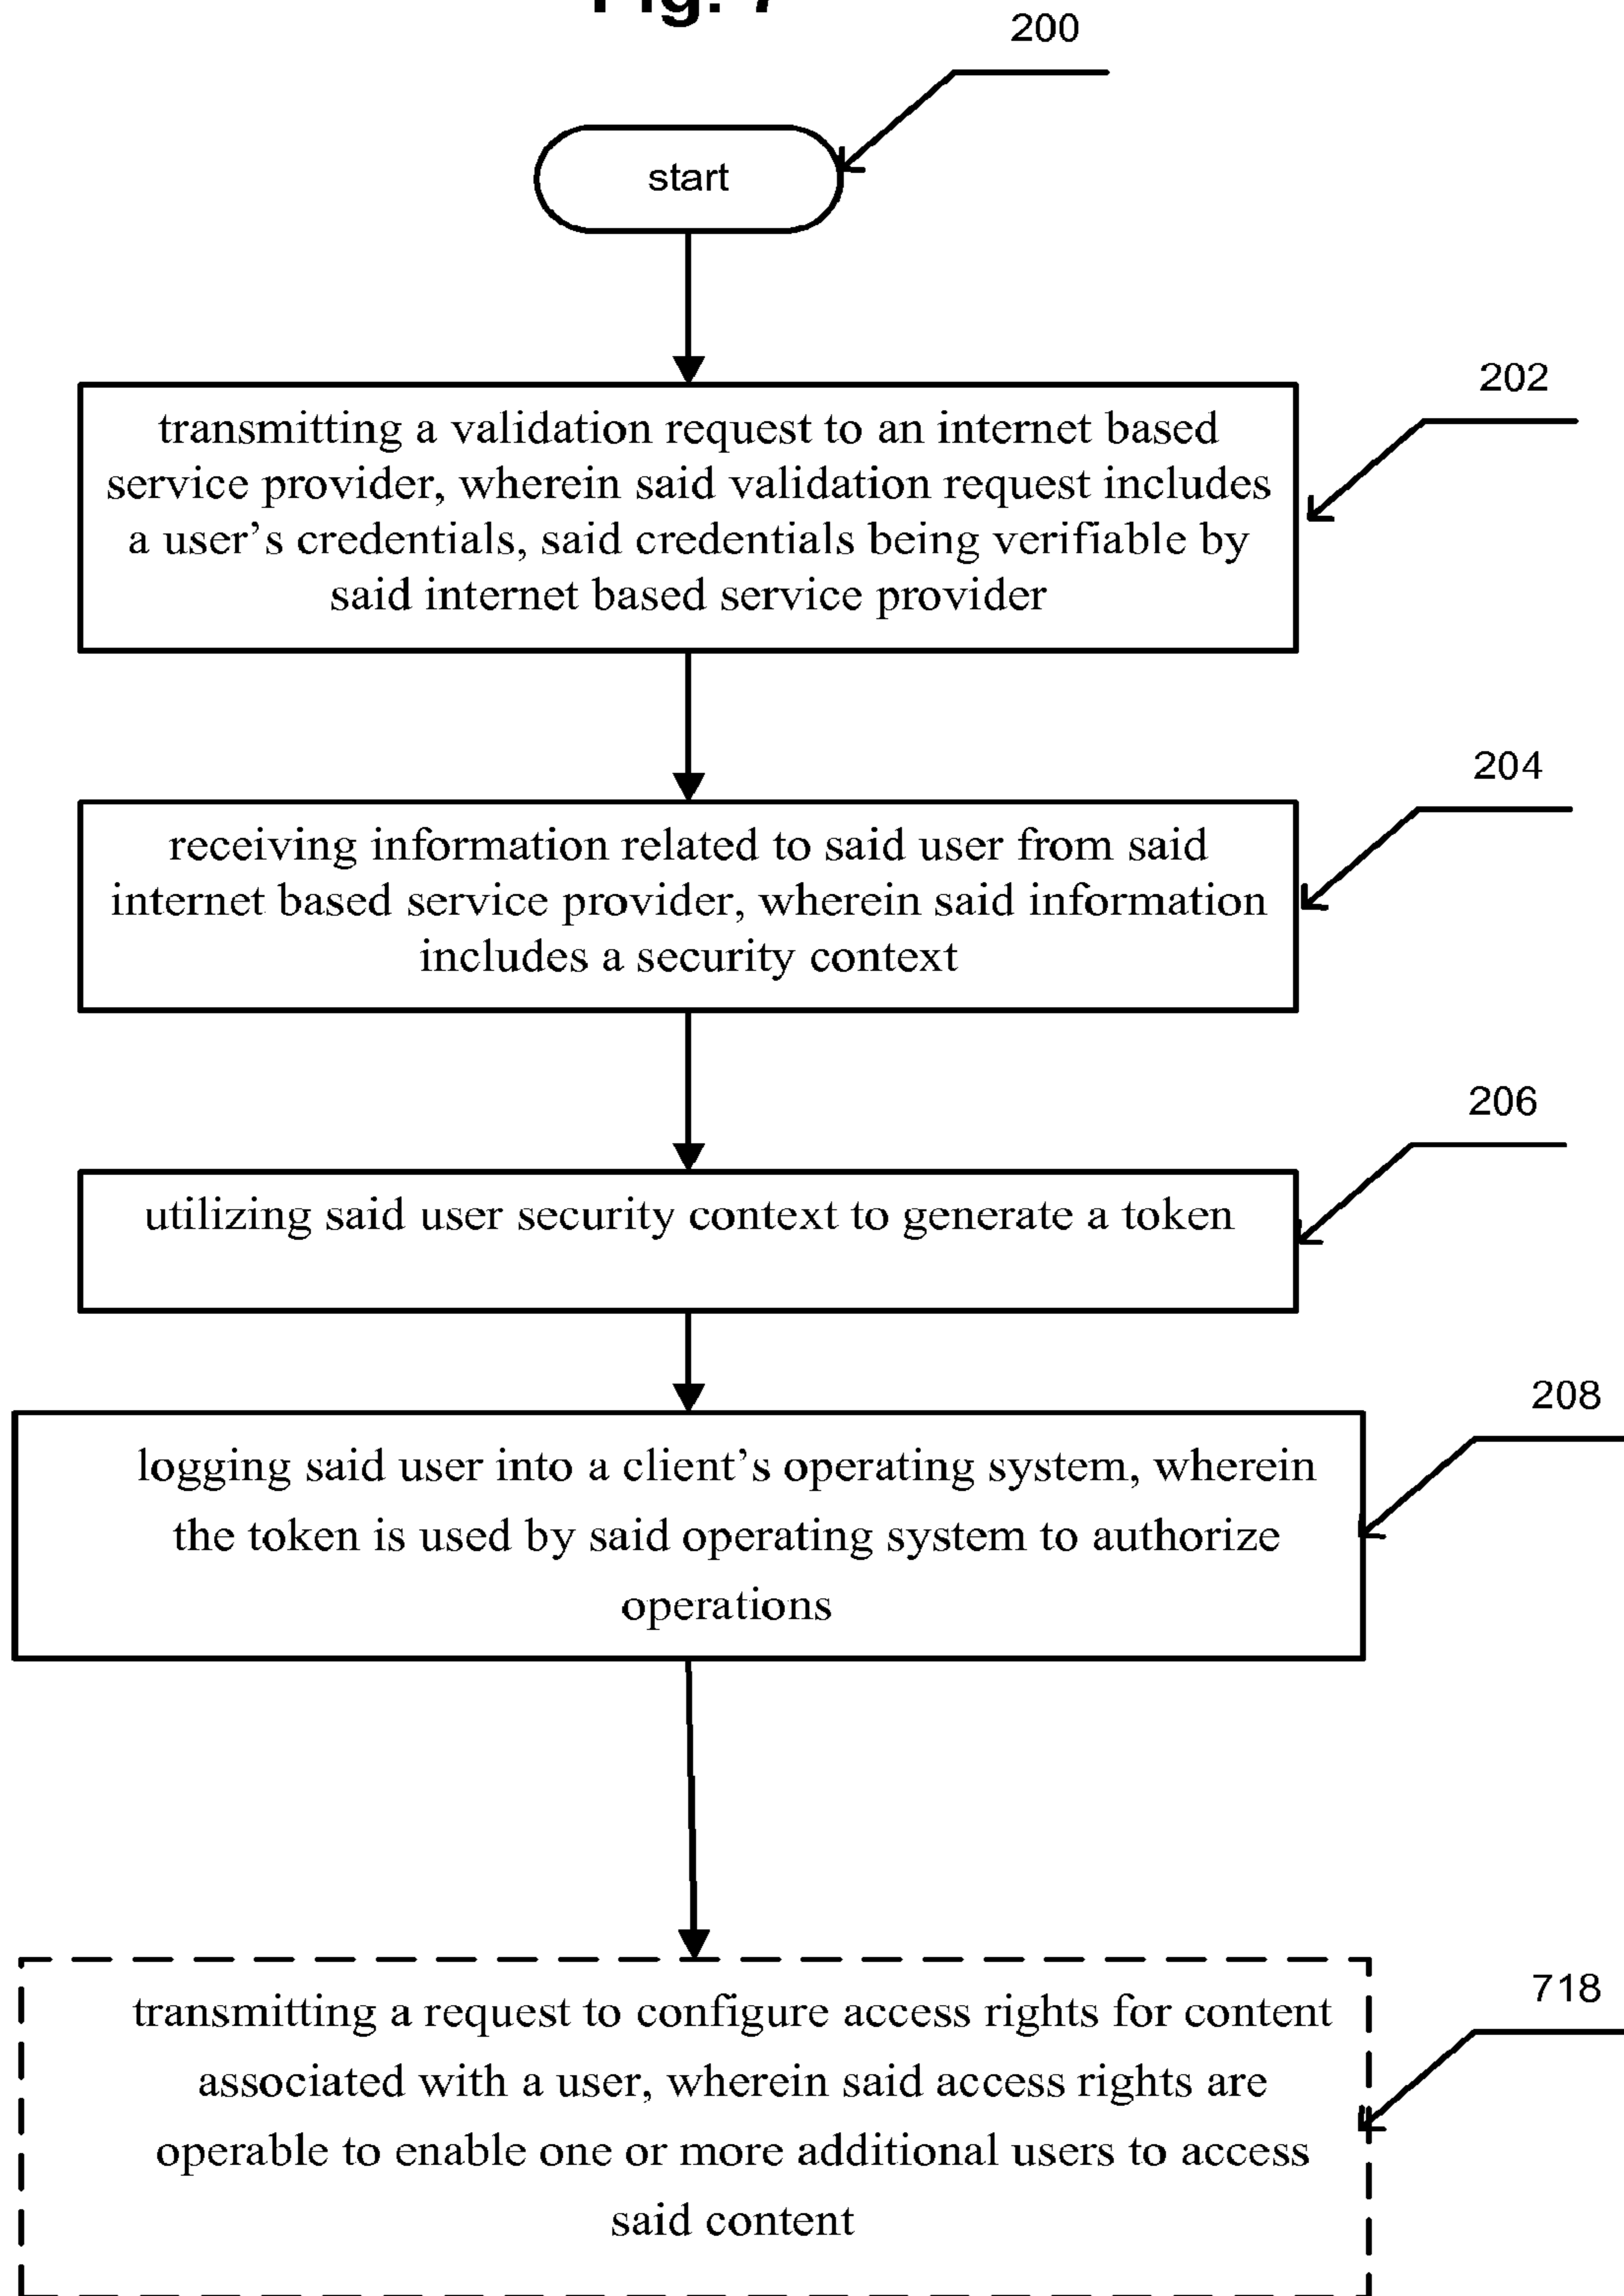 Fig. 7
200
start
202
transmitting a validation request to an internet based
service provider, wherein said validation request includes
a user's credentials, said credentials being verifiable by
said internet based service provider
204
receiving information related to said user from said
internet based service provider, wherein said information
includes a security context
206
utilizing said user security context to generate a token
208
logging said user into a client's operating system, wherein
the token is used by said operating system to authorize
operations
718
transmitting a request to configure access rights for content
associated with a user, wherein said access rights are
operable to enable one or more additional users to access
said content